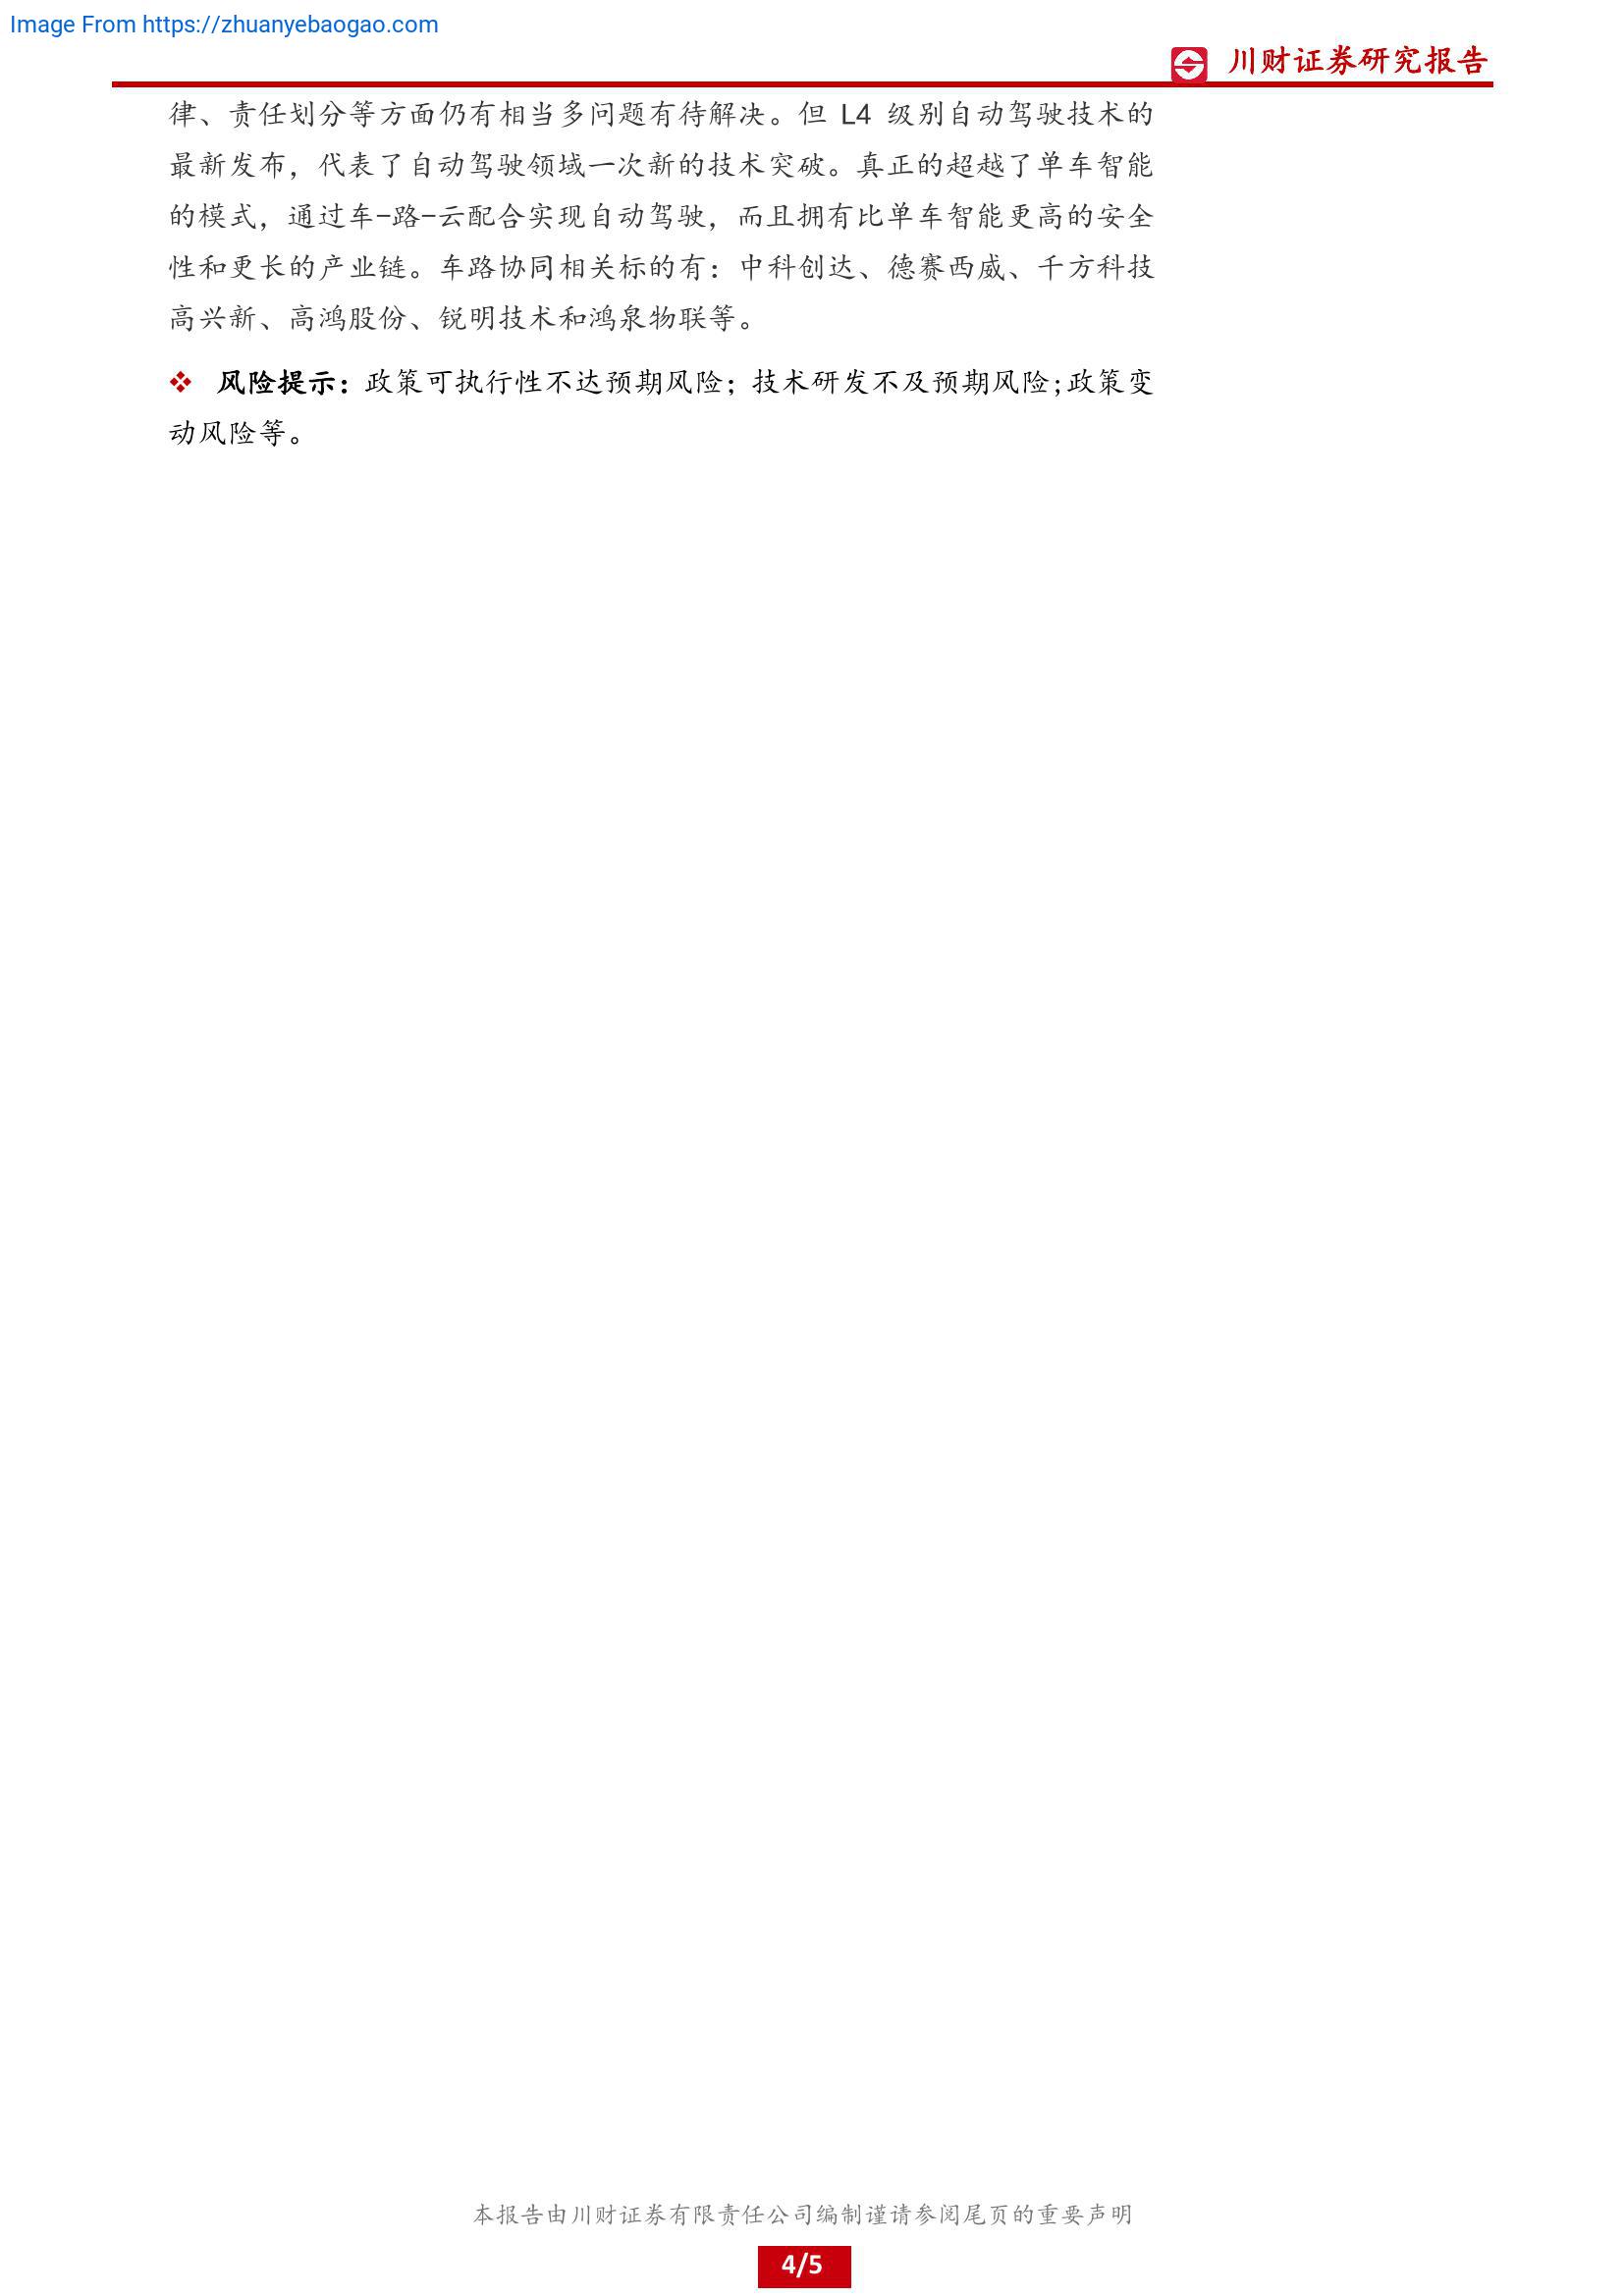 Image From https://zhuanyebaogao.com
川财证券研究报告
律、责任划分等方面仍有相当多问题有待解决。但 L4 级别自动驾驶技术的
最新发布，代表了自动驾驶领域一次新的技术突破。真正的超越了单车智能
的模式，通过车-路-云配合实现自动驾驶，而且拥有比单车智能更高的安全
性和更长的产业链。车路协同相关标的有：中科创达、德赛西威、千方科技
高兴新、高鸿股份、锐明技术和鸿泉物联等。
❖ 风险提示：政策可执行性不达预期风险；技术研发不及预期风险;政策变
动风险等。
本报告由川财证券有限责任公司编制谨请参阅尾页的重要声明
4/5